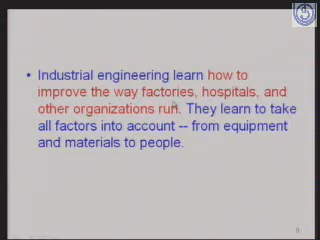 • Industrial engineering learn how to
improve the way factories, hospitals, and
other organizations run. They learn to take
all factors into account -- from equipment
and materials to people.